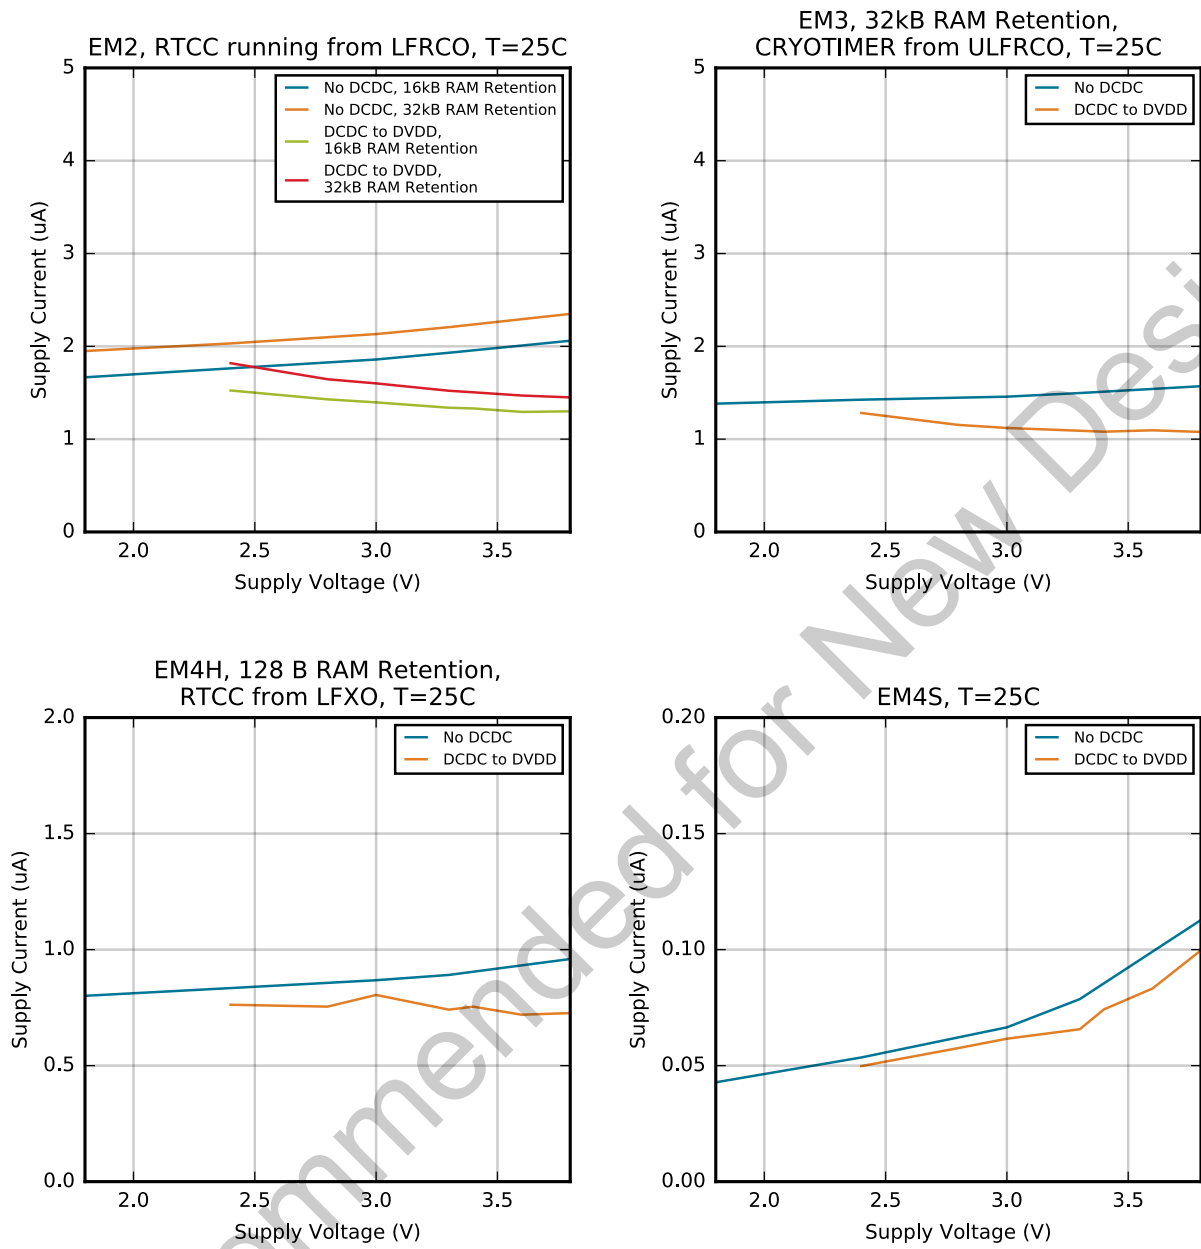 EM2, RTCC running from LFRCO, T=25C
5
4
3
2
1
0
Supply Current (uA)
No DCDC, 16kB RAM Retention
No DCDC, 32kB RAM Retention
DCDC to DVDD,
16kB RAM Retention
DCDC to DVDD,
32kB RAM Retention
2.0 2.5 3.0 3.5
Supply Voltage (V)
EM3, 32kB RAM Retention,
CRYOTIMER from ULFRCO, T=25C
5
4
3
2
1
0
Supply Current (uA)
No DCDC
DCDC to DVDD
2.0 2.5 3.0 3.5
Supply Voltage (V)
EM4H, 128 B RAM Retention,
RTCC from LFXO, T=25C
2.0
1.5
1.0
0.5
0.0
Supply Current (uA)
No DCDC
DCDC to DVDD
2.0 2.5 3.0 3.5
Supply Voltage (V)
EM4S, T=25C
0.20
0.15
0.10
0.05
0.00
Supply Current (uA)
No DCDC
DCDC to DVDD
2.0 2.5 3.0 3.5
Supply Voltage (V)
ommended for New Desi